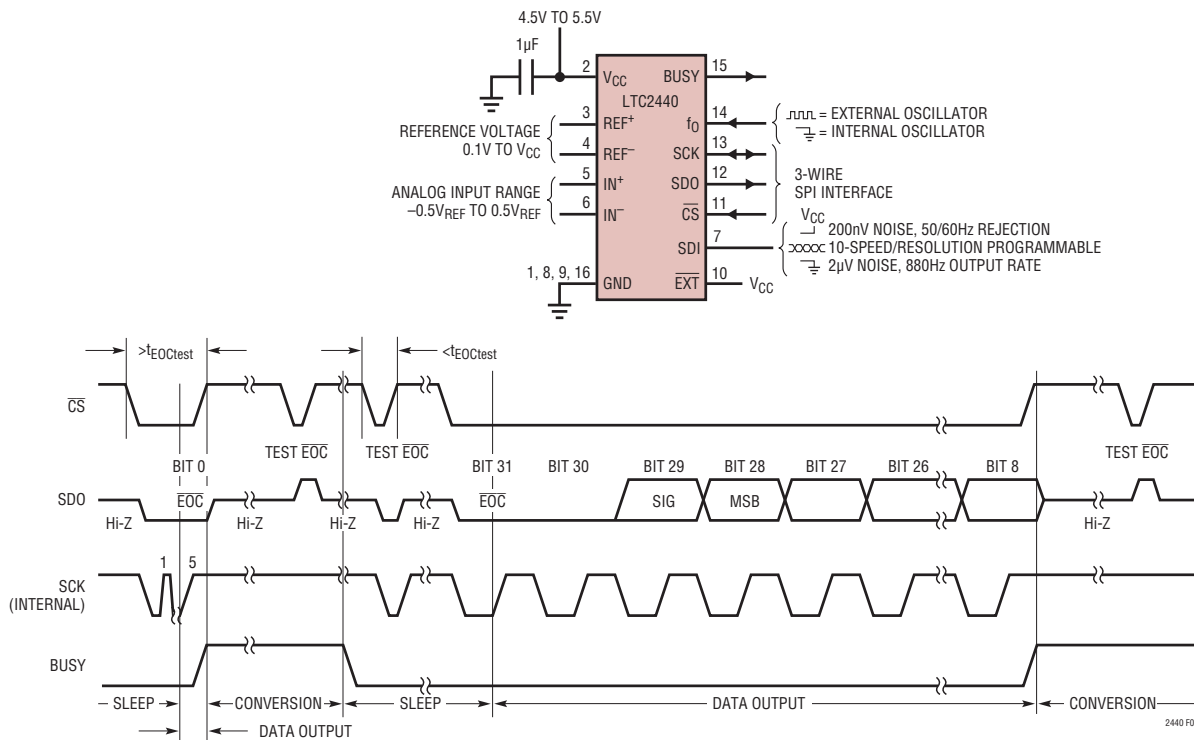 4.5V TO 5.5V
1µF
LTC2440
2 VCC
3 REF+
4 REF–
5 IN+
6 IN–
1, 8, 9, 16 GND
REFERENCE VOLTAGE
0.1V TO VCC
ANALOG INPUT RANGE
–0.5VREF TO 0.5VREF
BUSY 15
fO 14
SCK 13
SDO 12
CS 11
SDI 7
EXT 10 VCC
= EXTERNAL OSCILLATOR
= INTERNAL OSCILLATOR
3-WIRE
SPI INTERFACE
VCC
200nV NOISE, 50/60Hz REJECTION
10-SPEED/RESOLUTION PROGRAMMABLE
2µV NOISE, 880Hz OUTPUT RATE
>tEOCtest <tEOCtest
CS
TEST EOC TEST EOC TEST EOC
BIT 0 BIT 31 BIT 30 BIT 29 BIT 28 BIT 27 BIT 26 BIT 8
SDO EOC EOC SIG MSB
Hi-Z Hi-Z Hi-Z Hi-Z Hi-Z
1 5
SCK
(INTERNAL)
BUSY
SLEEP CONVERSION SLEEP DATA OUTPUT CONVERSION
DATA OUTPUT